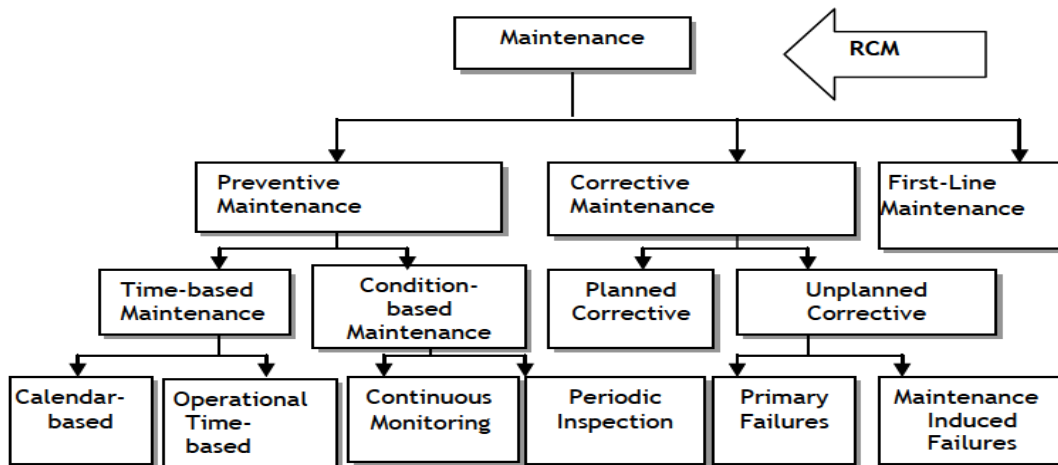 Maintenance
RCM
Preventive
Maintenance
Corrective
Maintenance
First-Line
Maintenance
Time-based
Maintenance
Condition-
based
Maintenance
Planned
Corrective
Unplanned
Corrective
Calendar-
based
Operational
Time-
based
Continuous
Monitoring
Periodic
Inspection
Primary
Failures
Maintenance
Induced
Failures